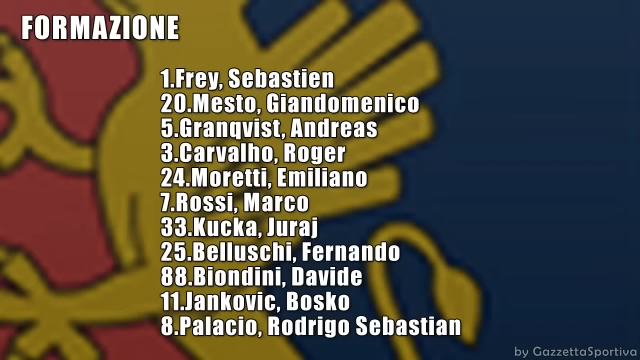 FORMAZIONE
1.Frey, Sebastien
20.Mesto, Giandomenico
5.Granqvist, Andreas
3.Carvalho, Roger
24.Moretti, Emiliano
7.Rossi, Marco
33.Kucka, Juraj
25.Belluschi, Fernando
88.Biondini, Davide
11.Jankovic, Bosko
8.Palacio, Rodrigo Sebastian
by GazzettaSportiva